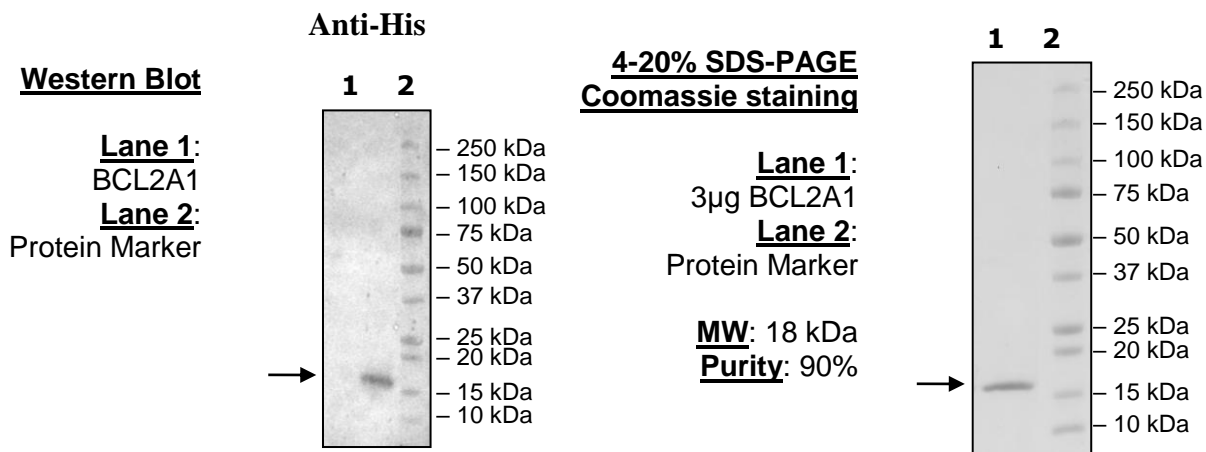 Anti-His
Western Blot
1 2
Lane 1:
BCL2A1
Lane 2:
Protein Marker
– 250 kDa
– 150 kDa
– 100 kDa
– 75 kDa
– 50 kDa
– 37 kDa
– 25 kDa
– 20 kDa
– 15 kDa
– 10 kDa
4-20% SDS-PAGE
Coomassie staining
1 2
Lane 1:
3µg BCL2A1
Lane 2:
Protein Marker
MW: 18 kDa
Purity: 90%
– 250 kDa
– 150 kDa
– 100 kDa
– 75 kDa
– 50 kDa
– 37 kDa
– 25 kDa
– 20 kDa
– 15 kDa
– 10 kDa